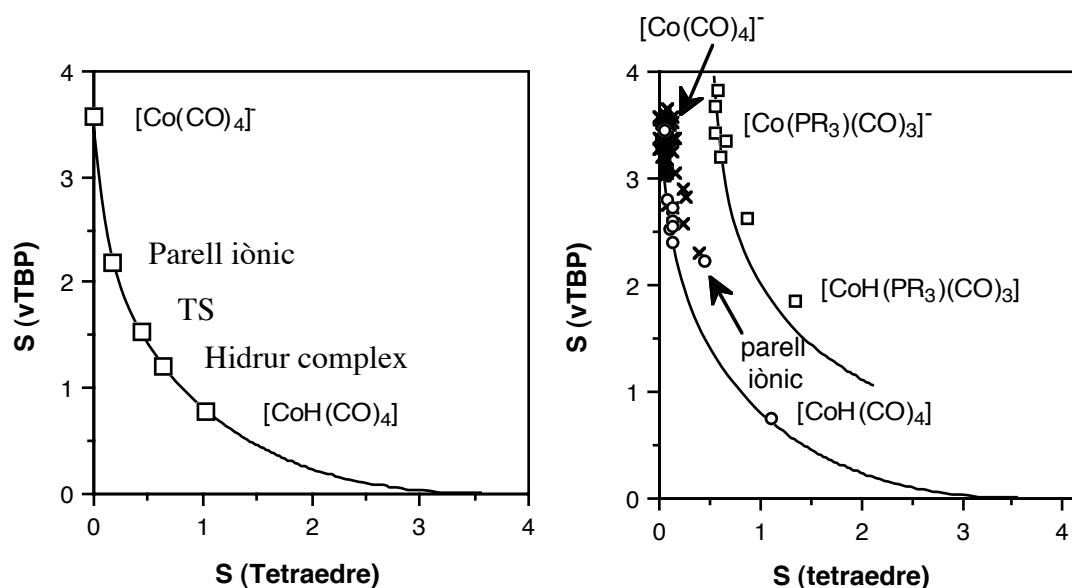 4
3
2
1
0
0
1
2
3
4
S (vTBP)
S (Tetraedre)
[Co(CO)4]-
Parell iònic
TS
Hidrur complex
[CoH(CO)4]
[Co(CO)4]-
4
3
2
1
0
0
1
2
3
4
S (vTBP)
S (tetraedre)
[Co(PR3)(CO)3]-
[CoH(PR3)(CO)3]
parell
iònic
[CoH(CO)4]